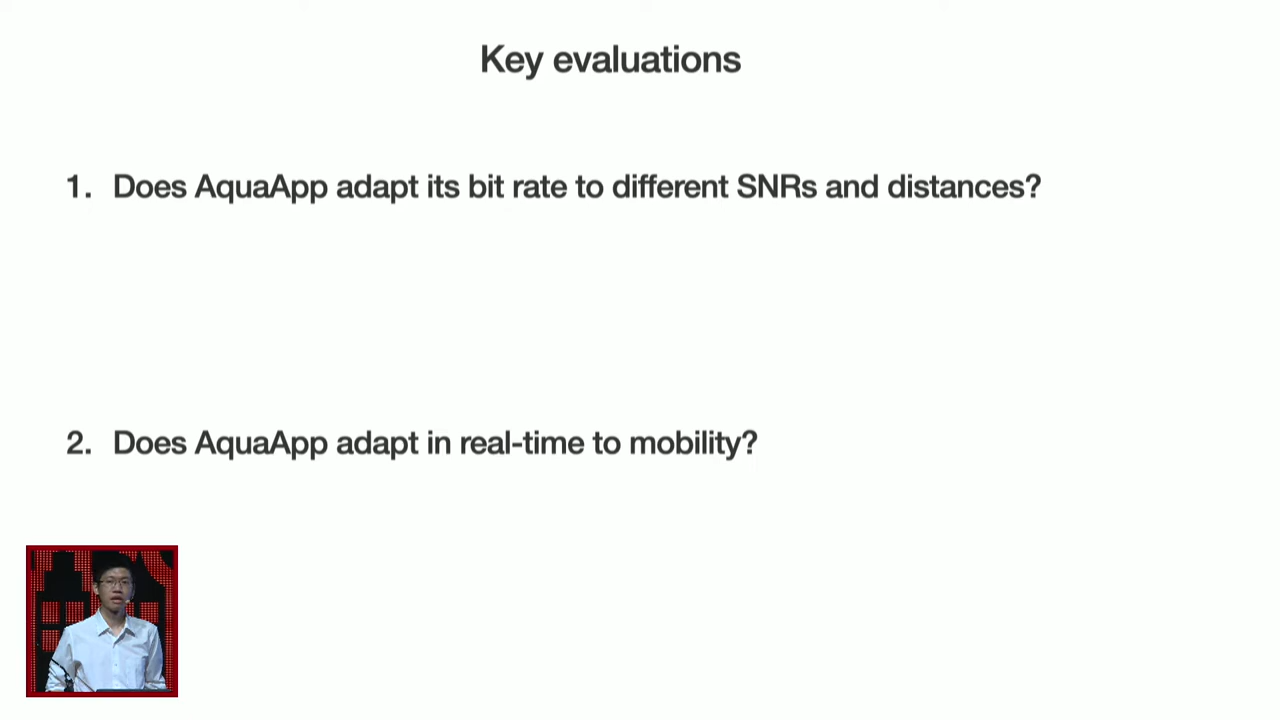 Key evaluations
1. Does AquaApp adapt its bit rate to different SNRs and distances?
2. Does AquaApp adapt in real-time to mobility?